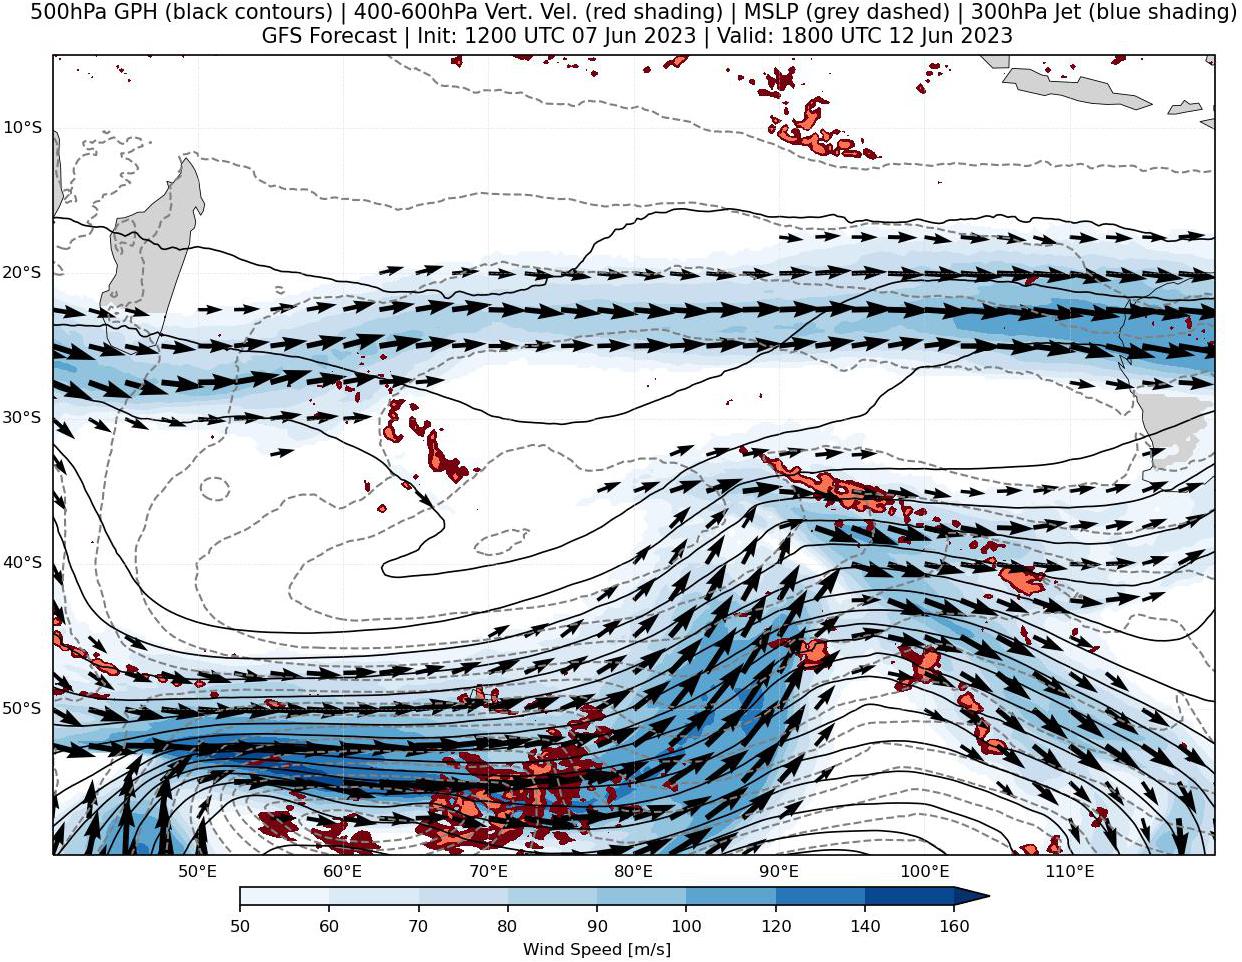 500hPa GPH (black contours) | 400-600hPa Vert. Vel. (red shading) | MSLP (grey dashed) | 300hPa Jet (blue shading)
GFS Forecast | Init: 1200 UTC 07 Jun 2023 | Valid: 1800 UTC 12 Jun 2023
10°S
20°S
30°S
40°S
50°S
50°E 60°E 70°E 80°E 90°E 100°E 110°E
50 60 70 80 90 100 120 140 160
Wind Speed [m/s]